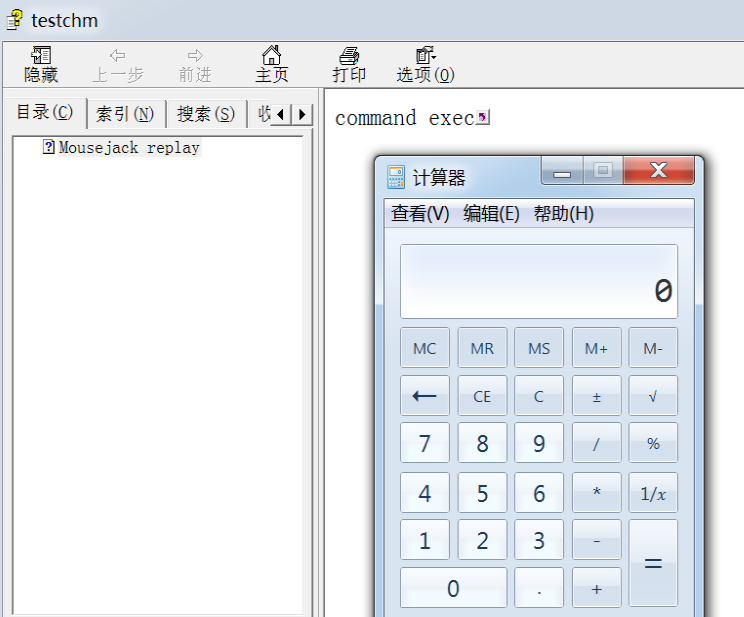 testchm
隐藏 上一步 前进 主页 打印 选项(O)
目录(C) 索引(N) 搜索(S)
Mousejack replay
command exec
计算器
查看(V) 编辑(E) 帮助(H)
0
MC MR MS M+ M-
← CE C ± √
7 8 9 / %
4 5 6 * 1/x
1 2 3 - =
0 . +